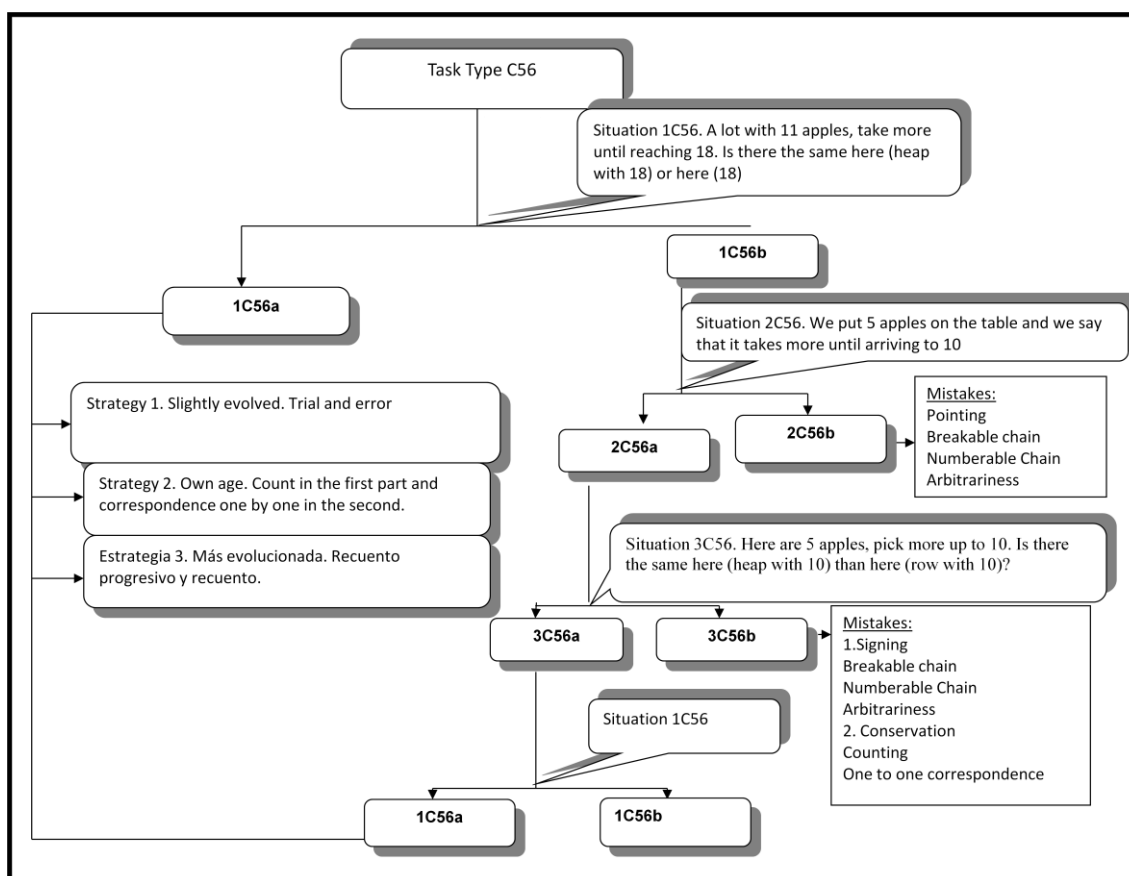 Task Type C56
Situation 1C56. A lot with 11 apples, take more
until reaching 18. Is there the same here (heap
with 18) or here (18)
1C56b
1C56a
Situation 2C56. We put 5 apples on the table and we say
that it takes more until arriving to 10
Strategy 1. Slightly evolved. Trial and error
Strategy 2. Own age. Count in the first part and
correspondence one by one in the second.
Estrategia 3. Más evolucionada. Recuento
progresivo y recuento.
2C56a
2C56b
Mistakes:
Pointing
Breakable chain
Numberable Chain
Arbitrariness
Situation 3C56. Here are 5 apples, pick more up to 10. Is there
the same here (heap with 10) than here (row with 10)?
3C56a
3C56b
Mistakes:
1.Signing
Breakable chain
Numberable Chain
Arbitrariness
2. Conservation
Counting
One to one correspondence
Situation 1C56
1C56a
1C56b